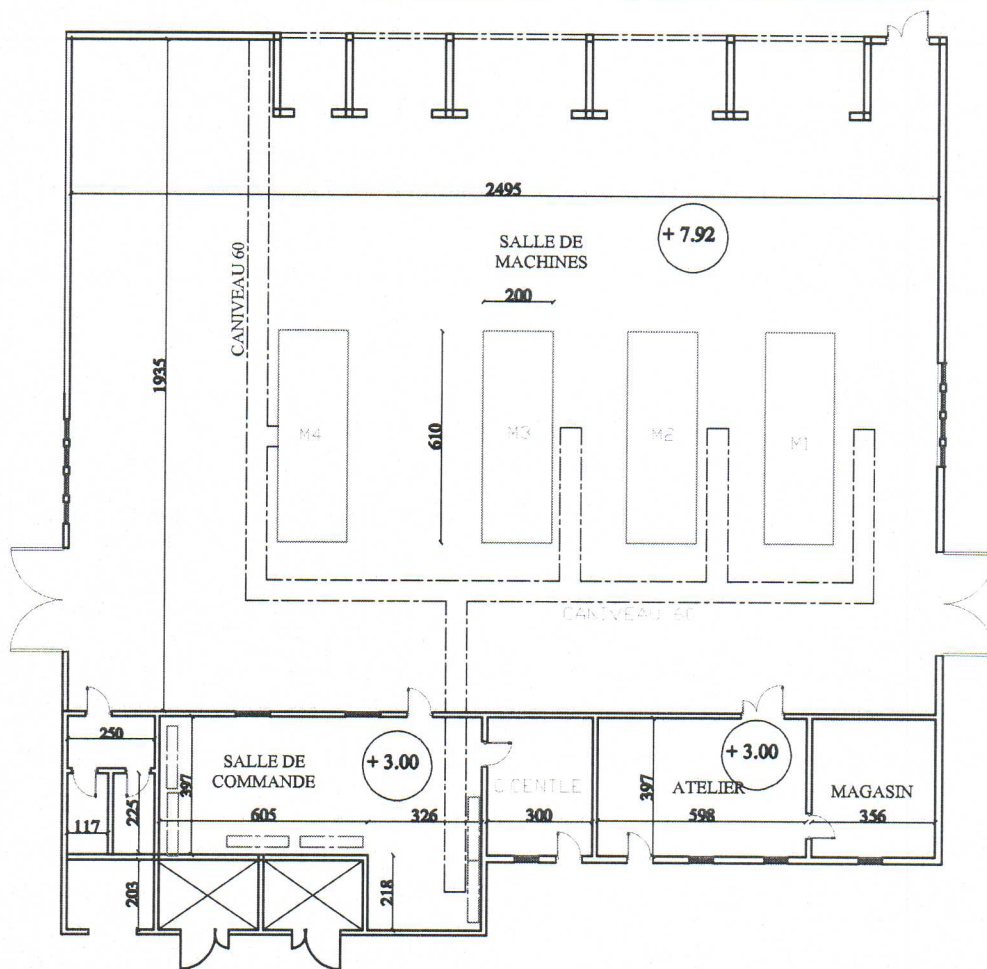 2495
+ 7.92
SALLE DE
MACHINES
CANIVEAU 60
200
1935
610
M4
M3
M2
M1
CANIVEAU 60
250
SALLE DE
COMMANDE
+ 3.00
+ 3.00
397
C CENTLE
397
ATELIER
MAGASIN
225
117
605
326
300
598
356
203
218